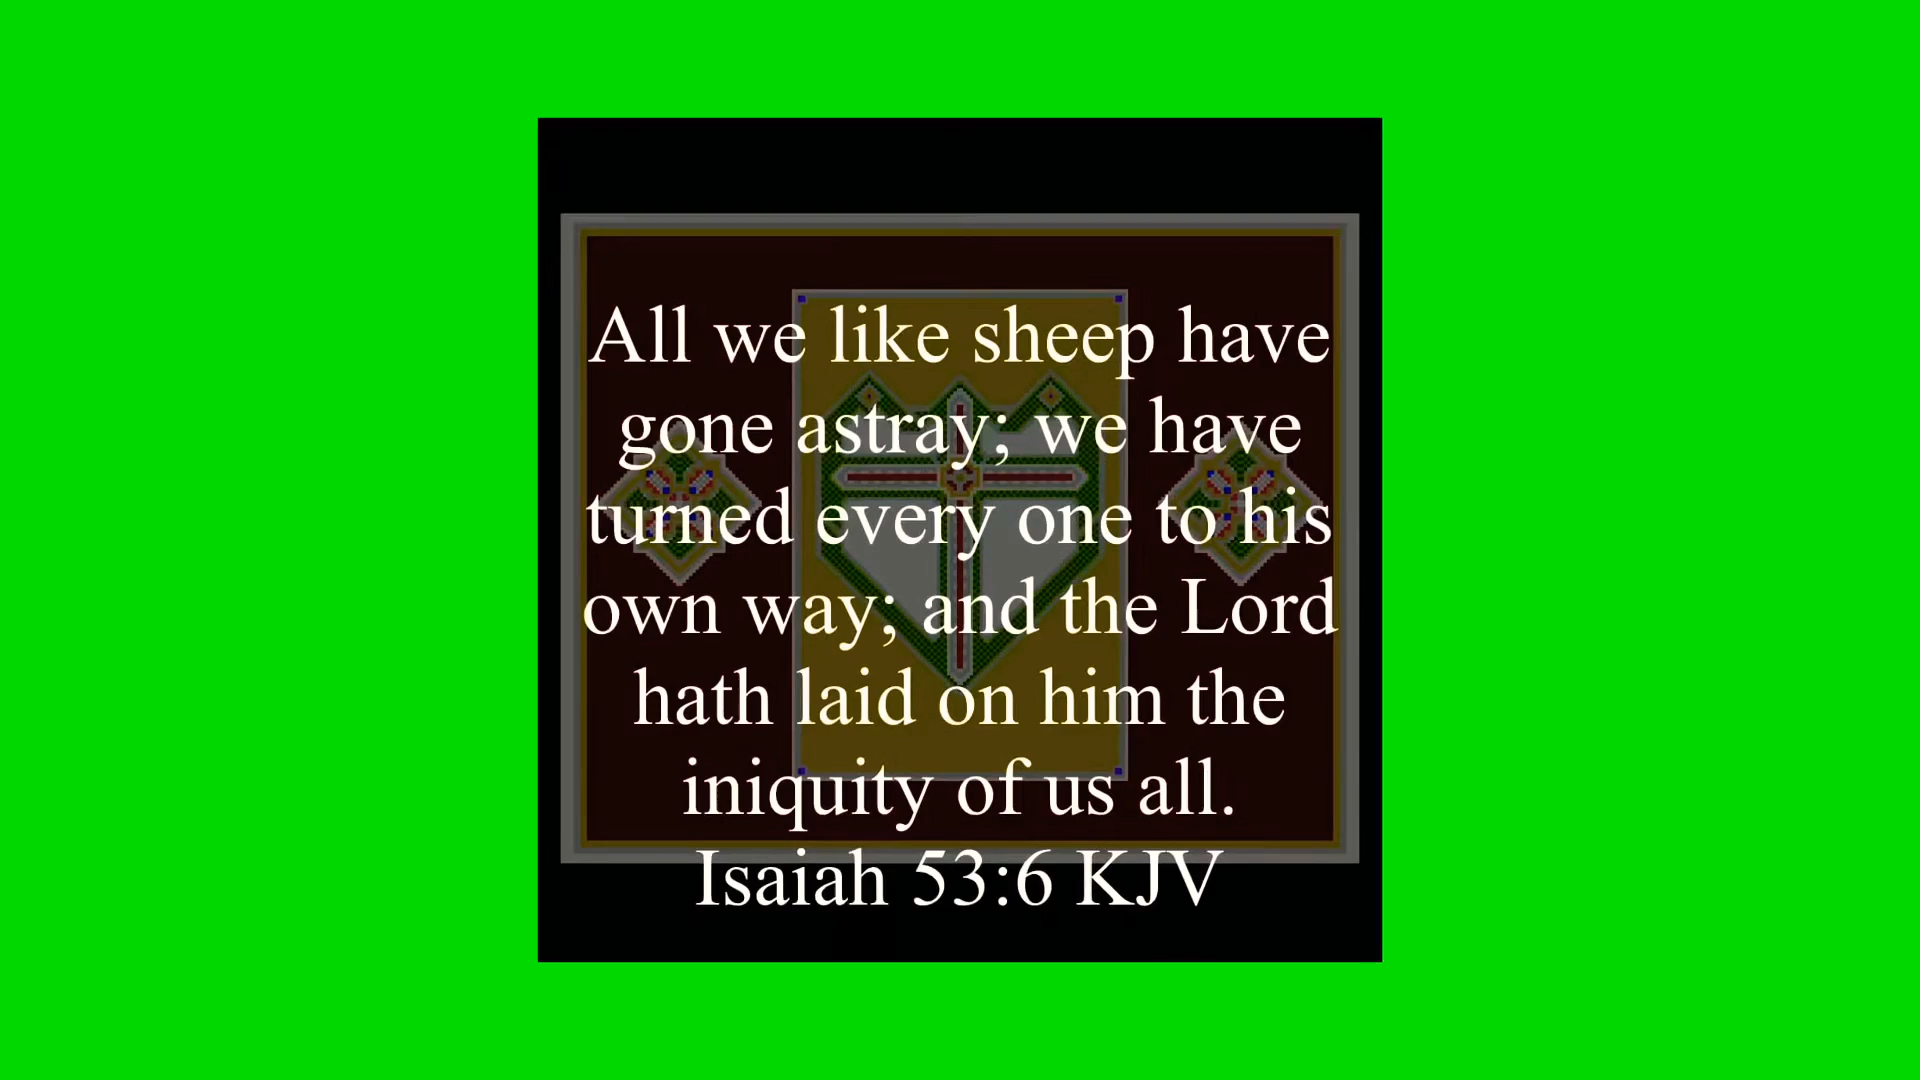 All we like sheep have
gone astray; we have
turned every one to his
own way; and the Lord
hath laid on him the
iniquity of us all.
Isaiah 53:6 KJV